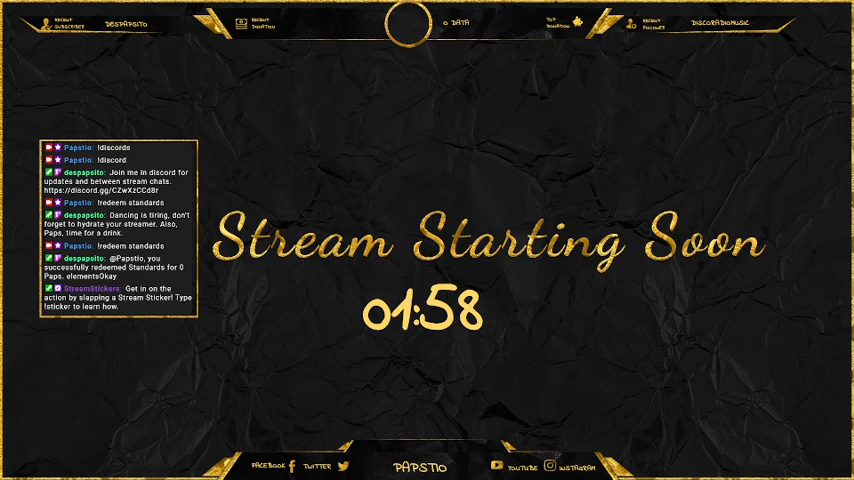 RECENT
SUBSCRIBER
DESPAPSITO
RECENT
DONATION
0 DATA
TOP
DONATION
RECENT
FOLLOWER
DISCORADIOMUSIC
Papstio: !discords
Papstio: !discord
despapsito: Join me in discord for
updates and between stream chats.
https://discord.gg/CZwXzCCd8r
Papstio: !redeem standards
despapsito: Dancing is tiring, don't
forget to hydrate your streamer. Also,
Paps, time for a drink.
Papstio: !redeem standards
despapsito: @Papstio, you
successfully redeemed Standards for 0
Paps. elementsOkay
StreemStickers: Get in on the
action by slapping a Stream Sticker! Type
!sticker to learn how.
Stream Starting Soon
01:58
FACEBOOK
TWITTER
PAPSTIO
YOUTUBE
INSTAGRAM